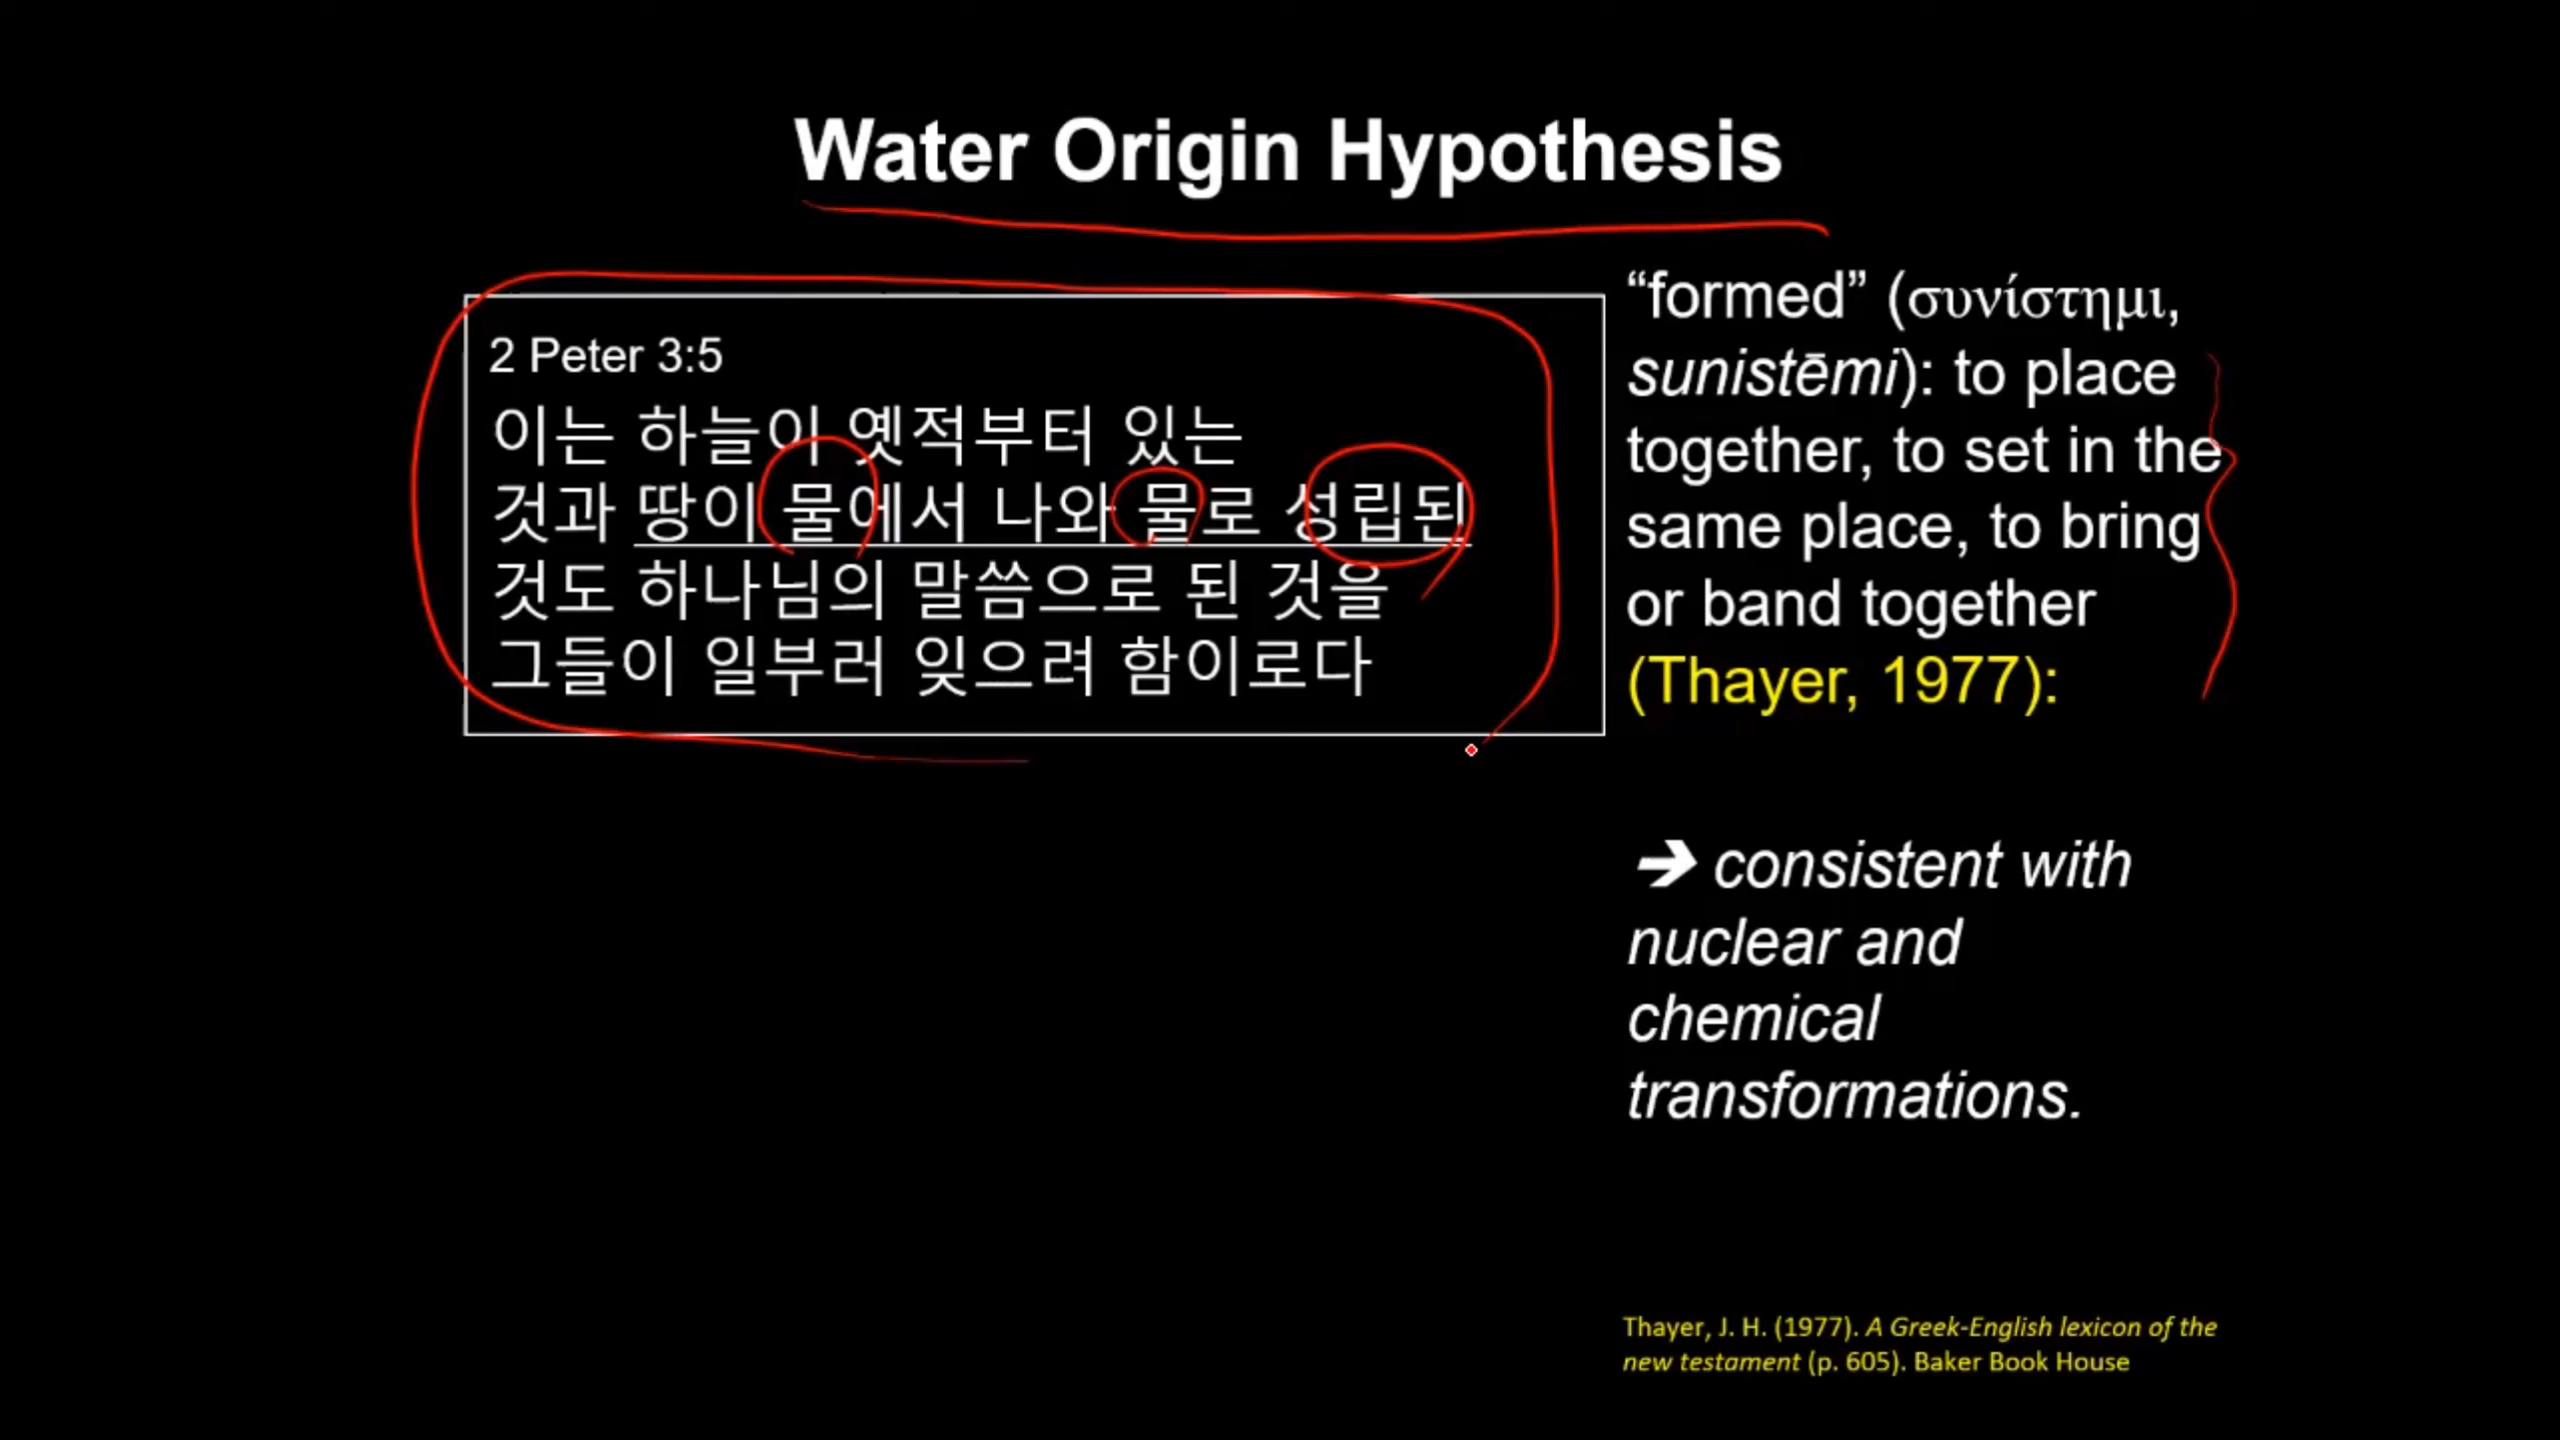 Water Origin Hypothesis
2 Peter 3:5
이는 하늘이 옛적부터 있는
것과 땅이 물에서 나와 물로 성립된
것도 하나님의 말씀으로 된 것을
그들이 일부러 잊으려 함이로다
“formed” (συνίστημι,
sunistēmi): to place
together, to set in the
same place, to bring
or band together
(Thayer, 1977):
➔ consistent with
nuclear and
chemical
transformations.
Thayer, J. H. (1977). A Greek-English lexicon of the
new testament (p. 605). Baker Book House